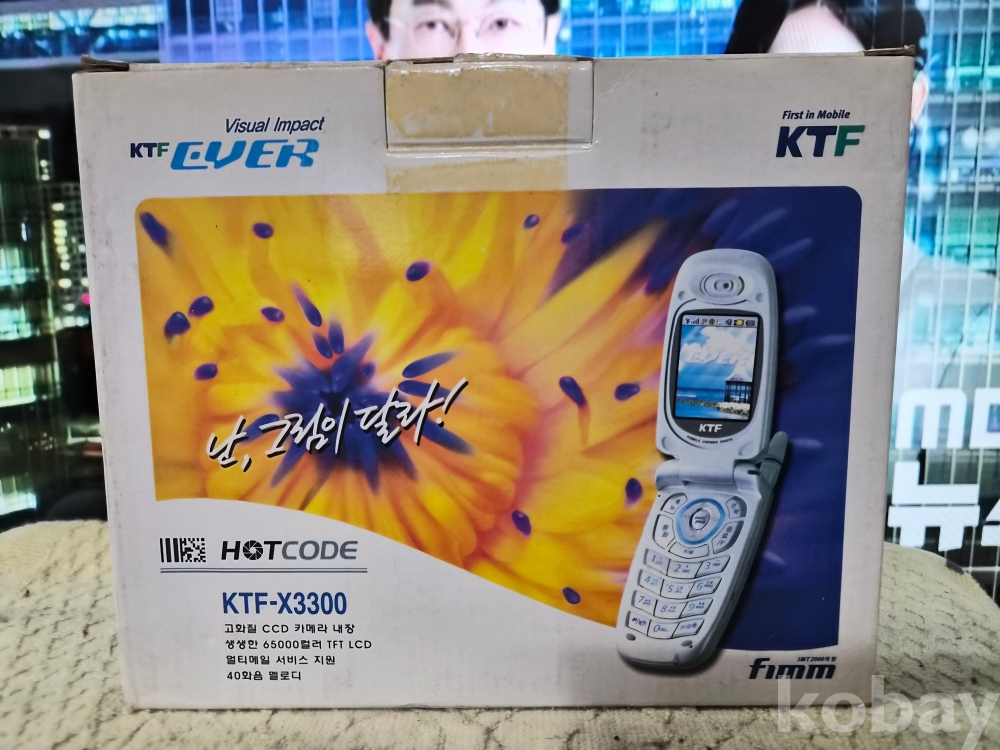 Visual Impact
KTF EVER
First in Mobile
KTF
난, 그림이 달라!
EVER
KTF
HOTCODE
KTF-X3300
고화질 CCD 카메라 내장
생생한 65000컬러 TFT LCD
멀티메일 서비스 지원
40화음 멜로디
fimm
kobay